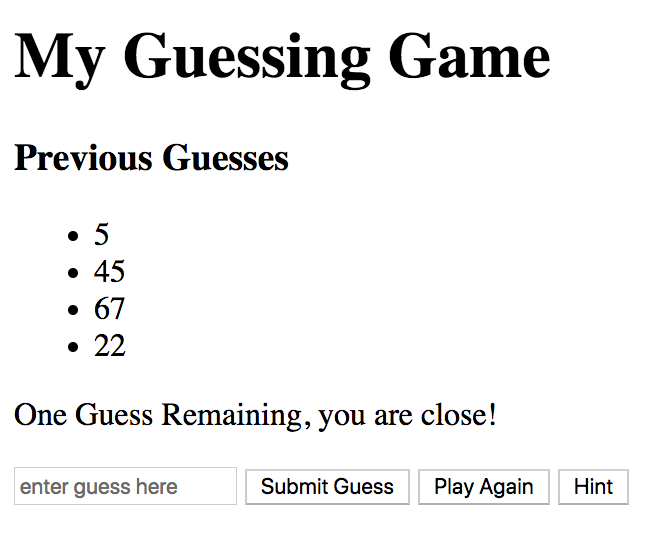 My Guessing Game
Previous Guesses
5
45
67
22
One Guess Remaining, you are close!
enter guess here Submit Guess Play Again Hint